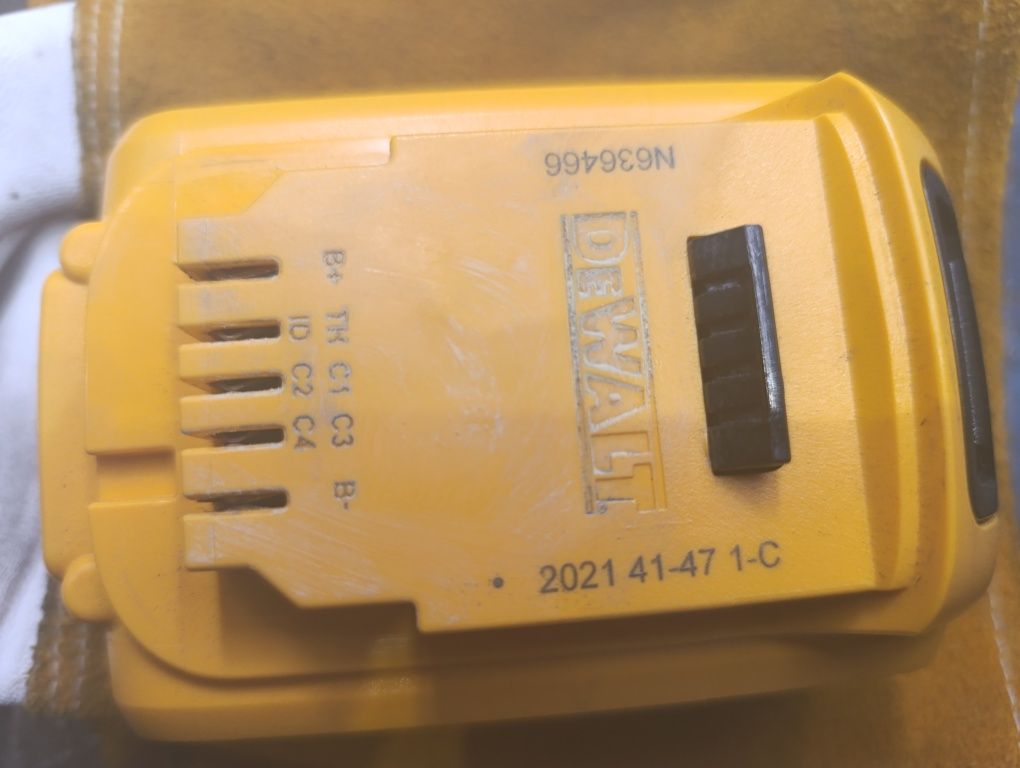 N636466
DEWALT
B+ TH C1 C3 B-
ID C2 C4
2021 41-47 1-C